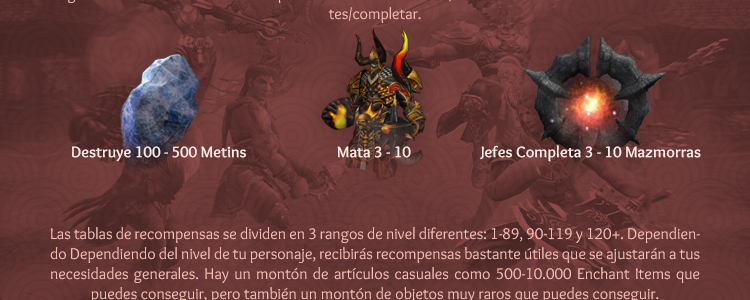 tes/completar.
Destruye 100 - 500 Metins
Mata 3 - 10
Jefes Completa 3 - 10 Mazmorras
Las tablas de recompensas se dividen en 3 rangos de nivel diferentes: 1-89, 90-119 y 120+. Dependien-
do Dependiendo del nivel de tu personaje, recibirás recompensas bastante útiles que se ajustarán a tus
necesidades generales. Hay un montón de artículos casuales como 500-10.000 Enchant Items que
puedes conseguir, pero también un montón de objetos muy raros que puedes conseguir.